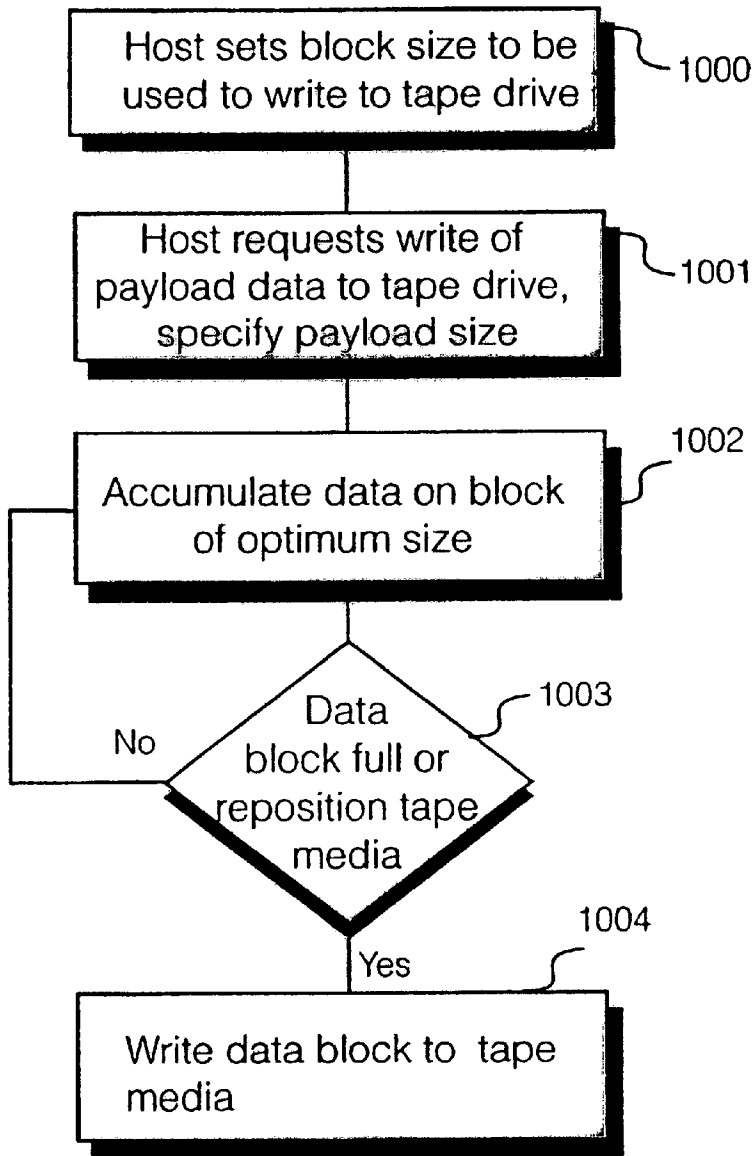 Host sets block size to be
used to write to tape drive
1000
Host requests write of
payload data to tape drive,
specify payload size
1001
Accumulate data on block
of optimum size
1002
Data
block full or
reposition tape
media
1003
No
Yes
Write data block to tape
media
1004